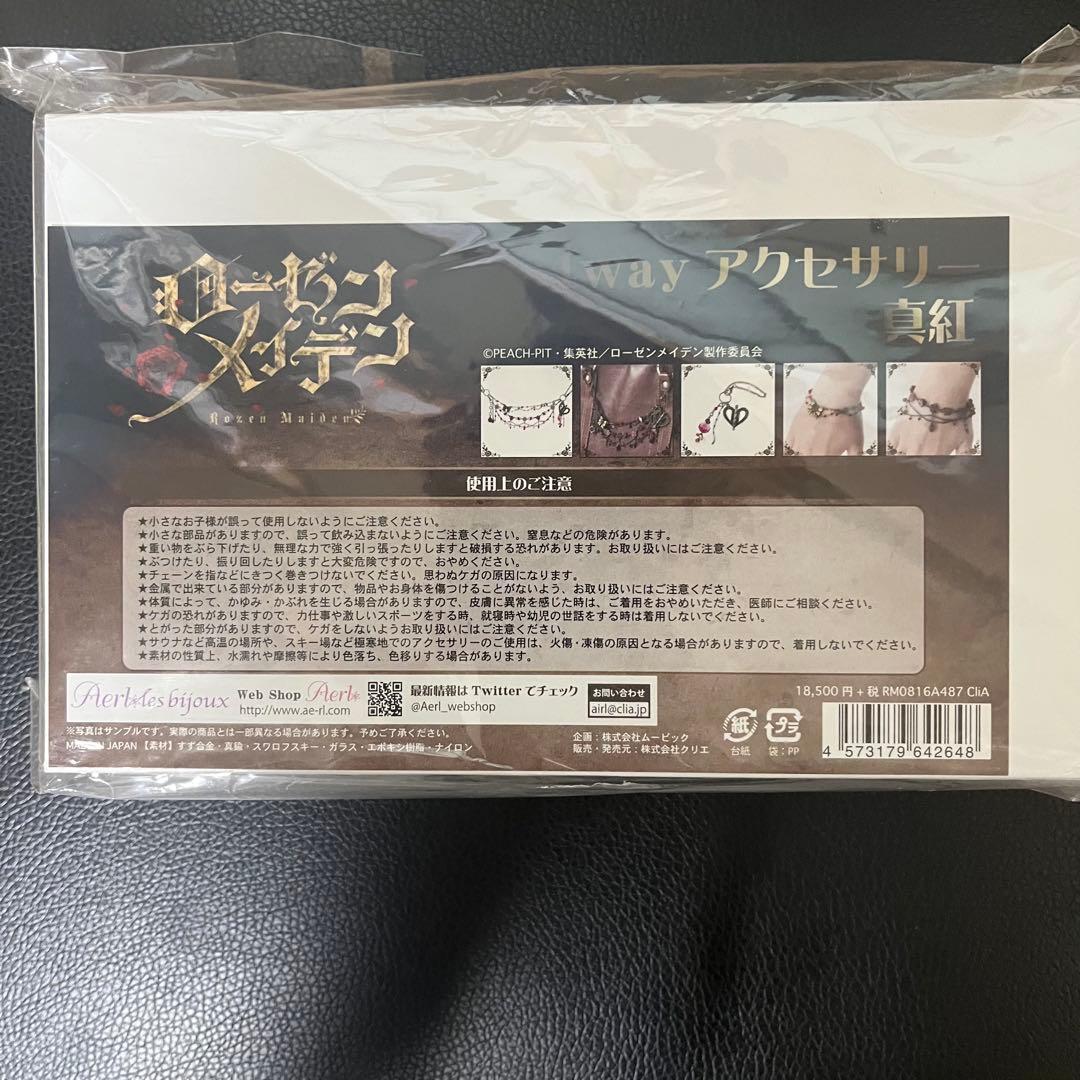 ローゼンメイデン
Rozen Maiden
way アクセサリー
真紅
©PEACH-PIT・集英社／ローゼンメイデン製作委員会
使用上のご注意
★小さなお子様が誤って使用しないようにご注意ください。
★小さな部品がありますので、誤って飲み込まないようにご注意ください。窒息などの危険があります。
★重い物をぶら下げたり、無理な力で強く引っ張ったりしますと破損する恐れがあります。お取り扱いにはご注意ください。
★ぶつけたり、振り回したりしますと大変危険ですので、おやめください。
★チェーンを指などにきつく巻きつけないでください。思わぬケガの原因になります。
★金属で出来ている部分がありますので、物品やお身体を傷つけることがないよう、お取り扱いにはご注意ください。
★体質によって、かゆみ・かぶれを生じる場合がありますので、皮膚に異常を感じた時は、ご着用をおやめいただき、医師にご相談ください。
★ケガの恐れがありますので、力仕事や激しいスポーツをする時、就寝時や幼児の世話をする時は着用しないでください。
★とがった部分がありますので、ケガをしないようお取り扱いにはご注意ください。
★サウナなど高温の場所や、スキー場など極寒地でのアクセサリーのご使用は、火傷・凍傷の原因となる場合がありますので、着用しないでください。
★素材の性質上、水濡れや摩擦等により色落ち、色移りする場合があります。
Aerl*les bijoux
Web Shop Aerl*
http://www.ae-rl.com
最新情報は Twitter でチェック
@Aerl_webshop
お問い合わせ
airl@clia.jp
18,500 円＋税 RM0816A487 CliA
※写真はサンプルです。実際の商品とは一部異なる場合がありますが。予めご了承ください。
MADE IN JAPAN 【素材】すず合金・真鍮・スワロフスキー・ガラス・エポキシ樹脂・ナイロン
企画：株式会社ムービック
販売・発売元：株式会社クリエ
紙
台紙
プラ
袋：PP
4 573179 642648